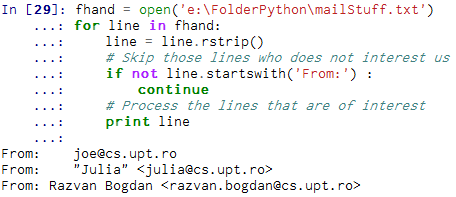 In [29]: fhand = open('e:\FolderPython\mailStuff.txt')
    ...: for line in fhand:
    ...:     line = line.rstrip()
    ...:     # Skip those lines who does not interest us
    ...:     if not line.startswith('From:') :
    ...:         continue
    ...:     # Process the lines that are of interest
    ...:     print line
    ...:
From:    joe@cs.upt.ro
From:    "Julia" <julia@cs.upt.ro>
From: Razvan Bogdan <razvan.bogdan@cs.upt.ro>